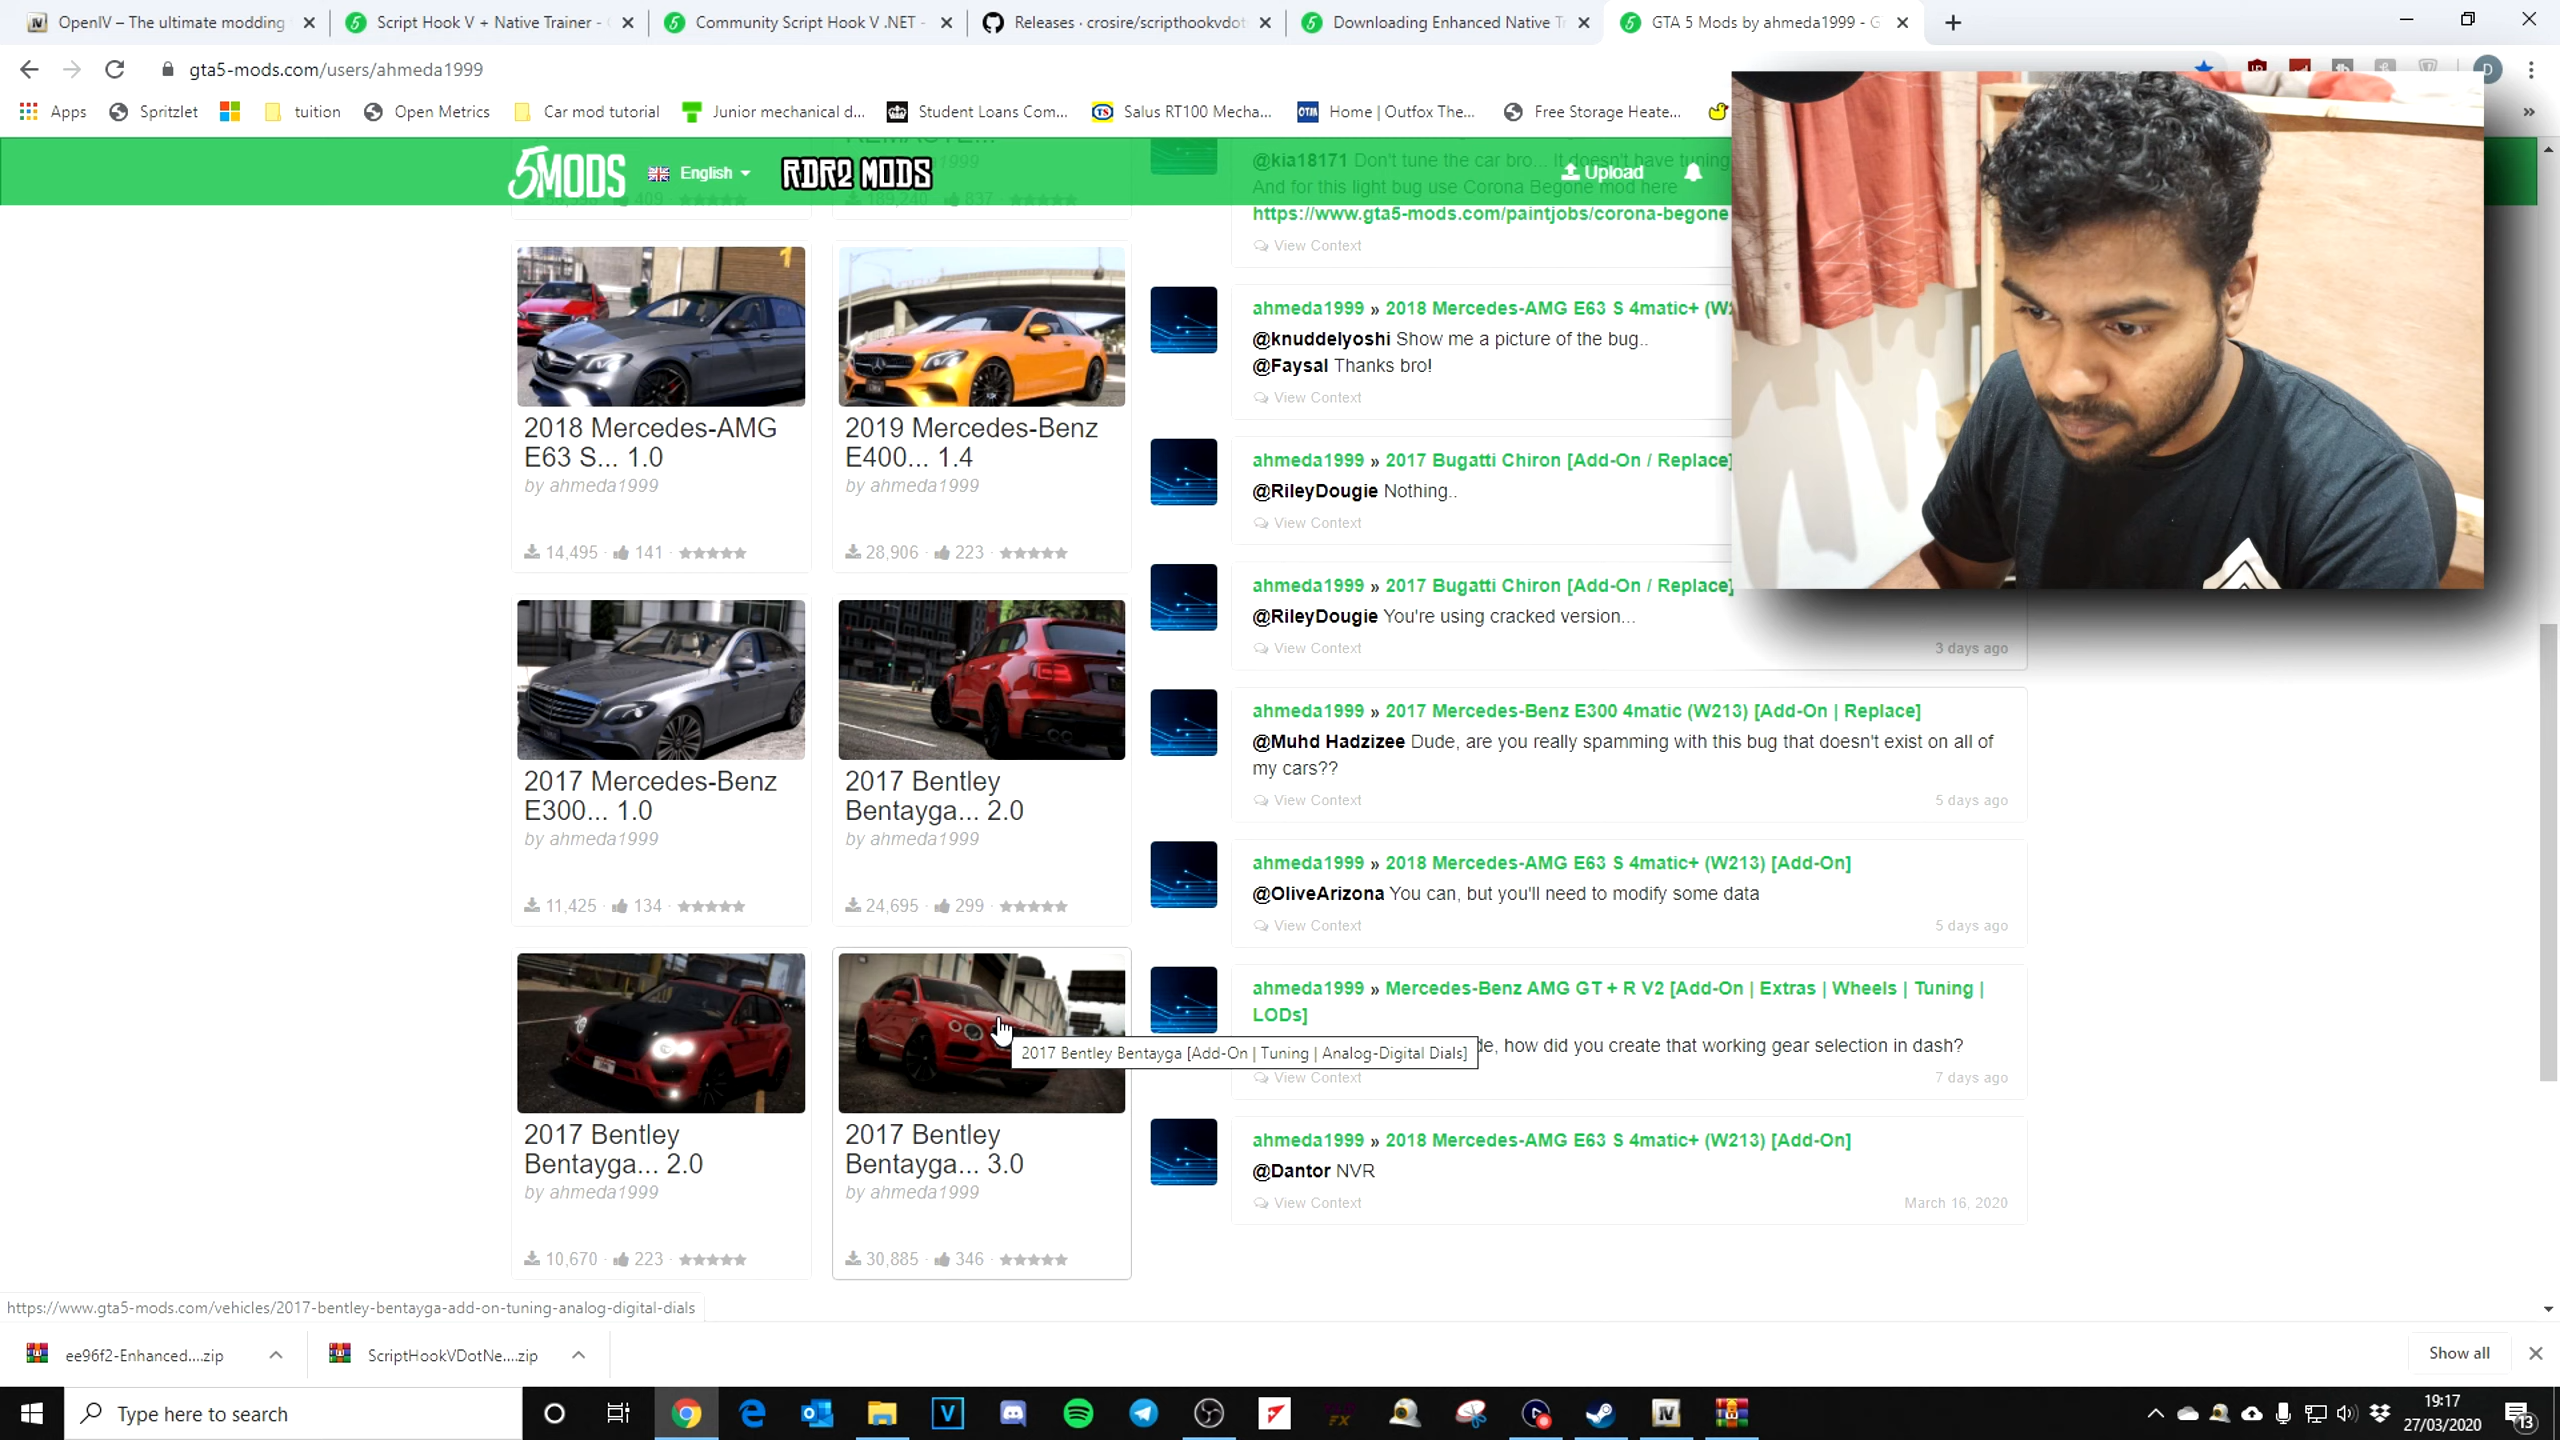 OpenIV – The ultimate modding
Script Hook V + Native Trainer -
Community Script Hook V .NET -
Releases · crosire/scripthookvdot
Downloading Enhanced Native Tr
GTA 5 Mods by ahmeda1999 - G
gta5-mods.com/users/ahmeda1999
D
Apps
Spritzlet
tuition
Open Metrics
Car mod tutorial
Junior mechanical d...
Student Loans Com...
Salus RT100 Mecha...
Home | Outfox The...
Free Storage Heate...
»
5MODS
English
RDR2 MODS
Upload
409
189,240 · 837
@kia18171 Don't tune the car bro... it doesn't have tuning
And for this light bug use Corona Begone mod here
https://www.gta5-mods.com/paintjobs/corona-begone
View Context
2018 Mercedes-AMG
E63 S... 1.0
by ahmeda1999
14,495 · 141
2019 Mercedes-Benz
E400... 1.4
by ahmeda1999
28,906 · 223
2017 Mercedes-Benz
E300... 1.0
by ahmeda1999
11,425 · 134
2017 Bentley
Bentayga... 2.0
by ahmeda1999
24,695 · 299
2017 Bentley
Bentayga... 2.0
by ahmeda1999
10,670 · 223
2017 Bentley
Bentayga... 3.0
by ahmeda1999
30,885 · 346
ahmeda1999 » 2018 Mercedes-AMG E63 S 4matic+
@knuddelyoshi Show me a picture of the bug..
@Faysal Thanks bro!
View Context
ahmeda1999 » 2017 Bugatti Chiron [Add-On / Replace]
@RileyDougie Nothing..
View Context
ahmeda1999 » 2017 Bugatti Chiron [Add-On / Replace]
@RileyDougie You're using cracked version...
View Context
3 days ago
ahmeda1999 » 2017 Mercedes-Benz E300 4matic (W213) [Add-On | Replace]
@Muhd Hadzizee Dude, are you really spamming with this bug that doesn't exist on all of
my cars??
View Context
5 days ago
ahmeda1999 » 2018 Mercedes-AMG E63 S 4matic+ (W213) [Add-On]
@OliveArizona You can, but you'll need to modify some data
View Context
5 days ago
ahmeda1999 » Mercedes-Benz AMG GT + R V2 [Add-On | Extras | Wheels | Tuning |
LODs]
how did you create that working gear selection in dash?
2017 Bentley Bentayga [Add-On | Tuning | Analog-Digital Dials]
View Context
7 days ago
ahmeda1999 » 2018 Mercedes-AMG E63 S 4matic+ (W213) [Add-On]
@Dantor NVR
View Context
March 16, 2020
https://www.gta5-mods.com/vehicles/2017-bentley-bentayga-add-on-tuning-analog-digital-dials
ee96f2-Enhanced....zip
ScriptHookVDotNe....zip
Show all
Type here to search
19:17
27/03/2020
13